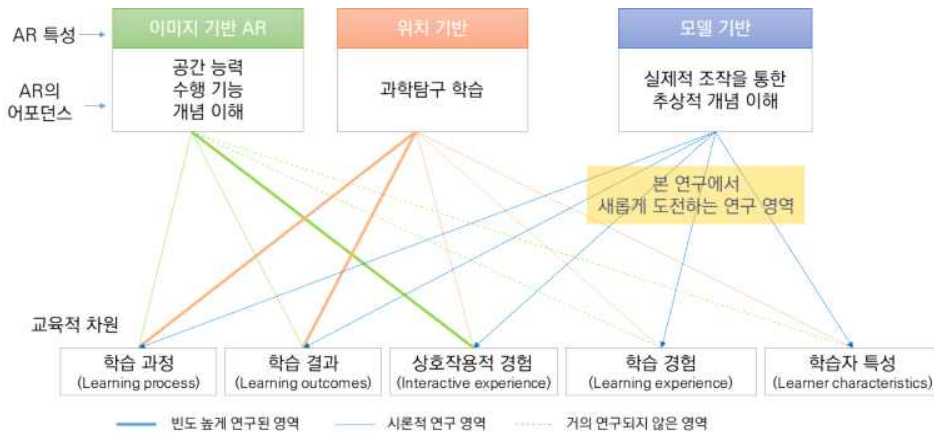 AR 특성
이미지 기반 AR
위치 기반
모델 기반
AR의
어포던스
공간 능력
수행 기능
개념 이해
과학탐구 학습
실제적 조작을 통한
추상적 개념 이해
본 연구에서
새롭게 도전하는 연구 영역
교육적 차원
학습 과정
(Learning process)
학습 결과
(Learning outcomes)
상호작용적 경험
(Interactive experience)
학습 경험
(Learning experience)
학습자 특성
(Learner characteristics)
빈도 높게 연구된 영역
시론적 연구 영역
거의 연구되지 않은 영역